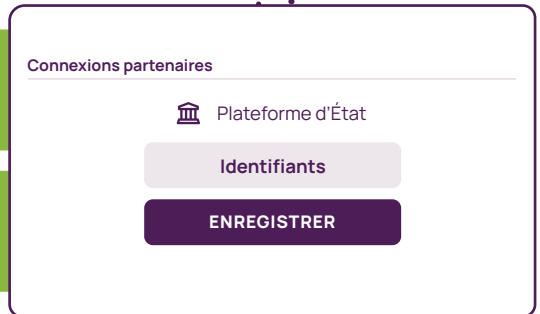 Connexions partenaires
Plateforme d’État
Identifiants
ENREGISTRER